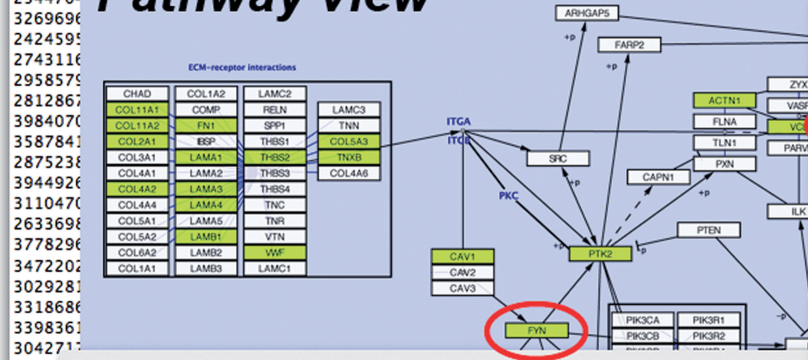 Pathway view
3269696
2424595
2743116
2958579
2812867
3984070
3587841
2875238
3944926
3110470
2633698
3778296
3472202
3029281
3318686
3398361
3042717
ECM-receptor interactions
CHAD
COL11A1
COL11A2
COL2A1
COL3A1
COL4A1
COL4A2
COL4A4
COL5A1
COL5A2
COL6A2
COL1A1
COL1A2
COMP
FN1
IBSP
LAMA1
LAMA2
LAMA3
LAMA4
LAMA5
LAMB1
LAMB2
LAMB3
LAMC2
RELN
SPP1
THBS1
THBS2
THBS3
THBS4
TNC
TNR
VTN
VWF
LAMC1
LAMC3
TNN
COL5A3
TNXB
COL4A6
ITGA
ITGB
ARHGAP5
+p
FARP2
+p
SRC
+p
PKC
+p
PTK2
-p
CAV1
CAV2
CAV3
FYN
CAPN1
ACTN1
FLNA
TLN1
PXN
+p
ZYX
VASP
VCL
PARV
ILK
PTEN
-p
PIK3CA
PIK3CB
PIK3R1
PIK3R2